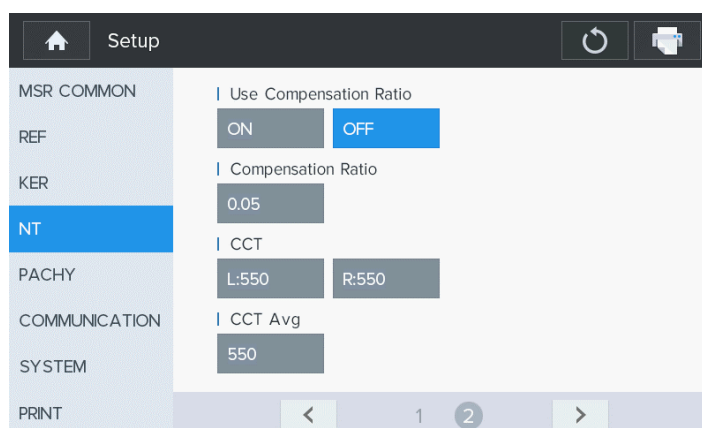 Setup
MSR COMMON
REF
KER
NT
PACHY
COMMUNICATION
SYSTEM
PRINT
Use Compensation Ratio
ON OFF
Compensation Ratio
0.05
CCT
L:550 R:550
CCT Avg
550
< 1 2 >